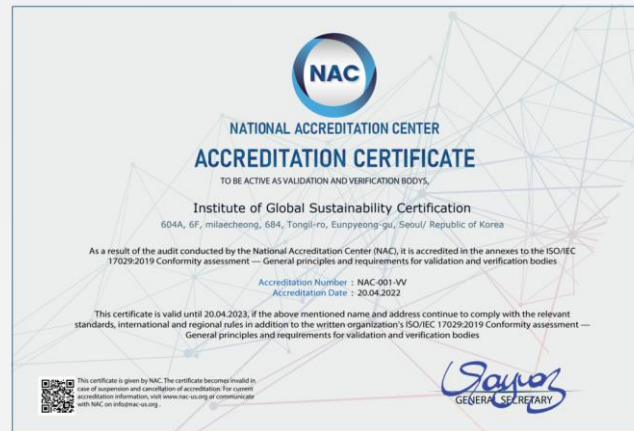 NAC
NATIONAL ACCREDITATION CENTER
ACCREDITATION CERTIFICATE
TO BE ACTIVE AS VALIDATION AND VERIFICATION BODYS,
Institute of Global Sustainability Certification
604A, 6F, milaecheong, 684, Tongil-ro, Eunpyeong-gu, Seoul/ Republic of Korea
As a result of the audit conducted by the National Accreditation Center (NAC), it is accredited in the annexes to the ISO/IEC
17029:2019 Conformity assessment — General principles and requirements for validation and verification bodies
Accreditation Number : NAC-001-VV
Accreditation Date : 20.04.2022
This certificate is valid until 20.04.2023, if the above mentioned name and address continue to comply with the relevant
standards, international and regional rules in addition to the written organization's ISO/IEC 17029:2019 Conformity assessment —
General principles and requirements for validation and verification bodies
This certificate is given by NAC. The certificate becomes invalid in
case of suspension and cancellation of accreditation. For current
accreditation information, visit www.nac-us.org or communicate
with NAC on info@nac-us.org .
GENERAL SECRETARY